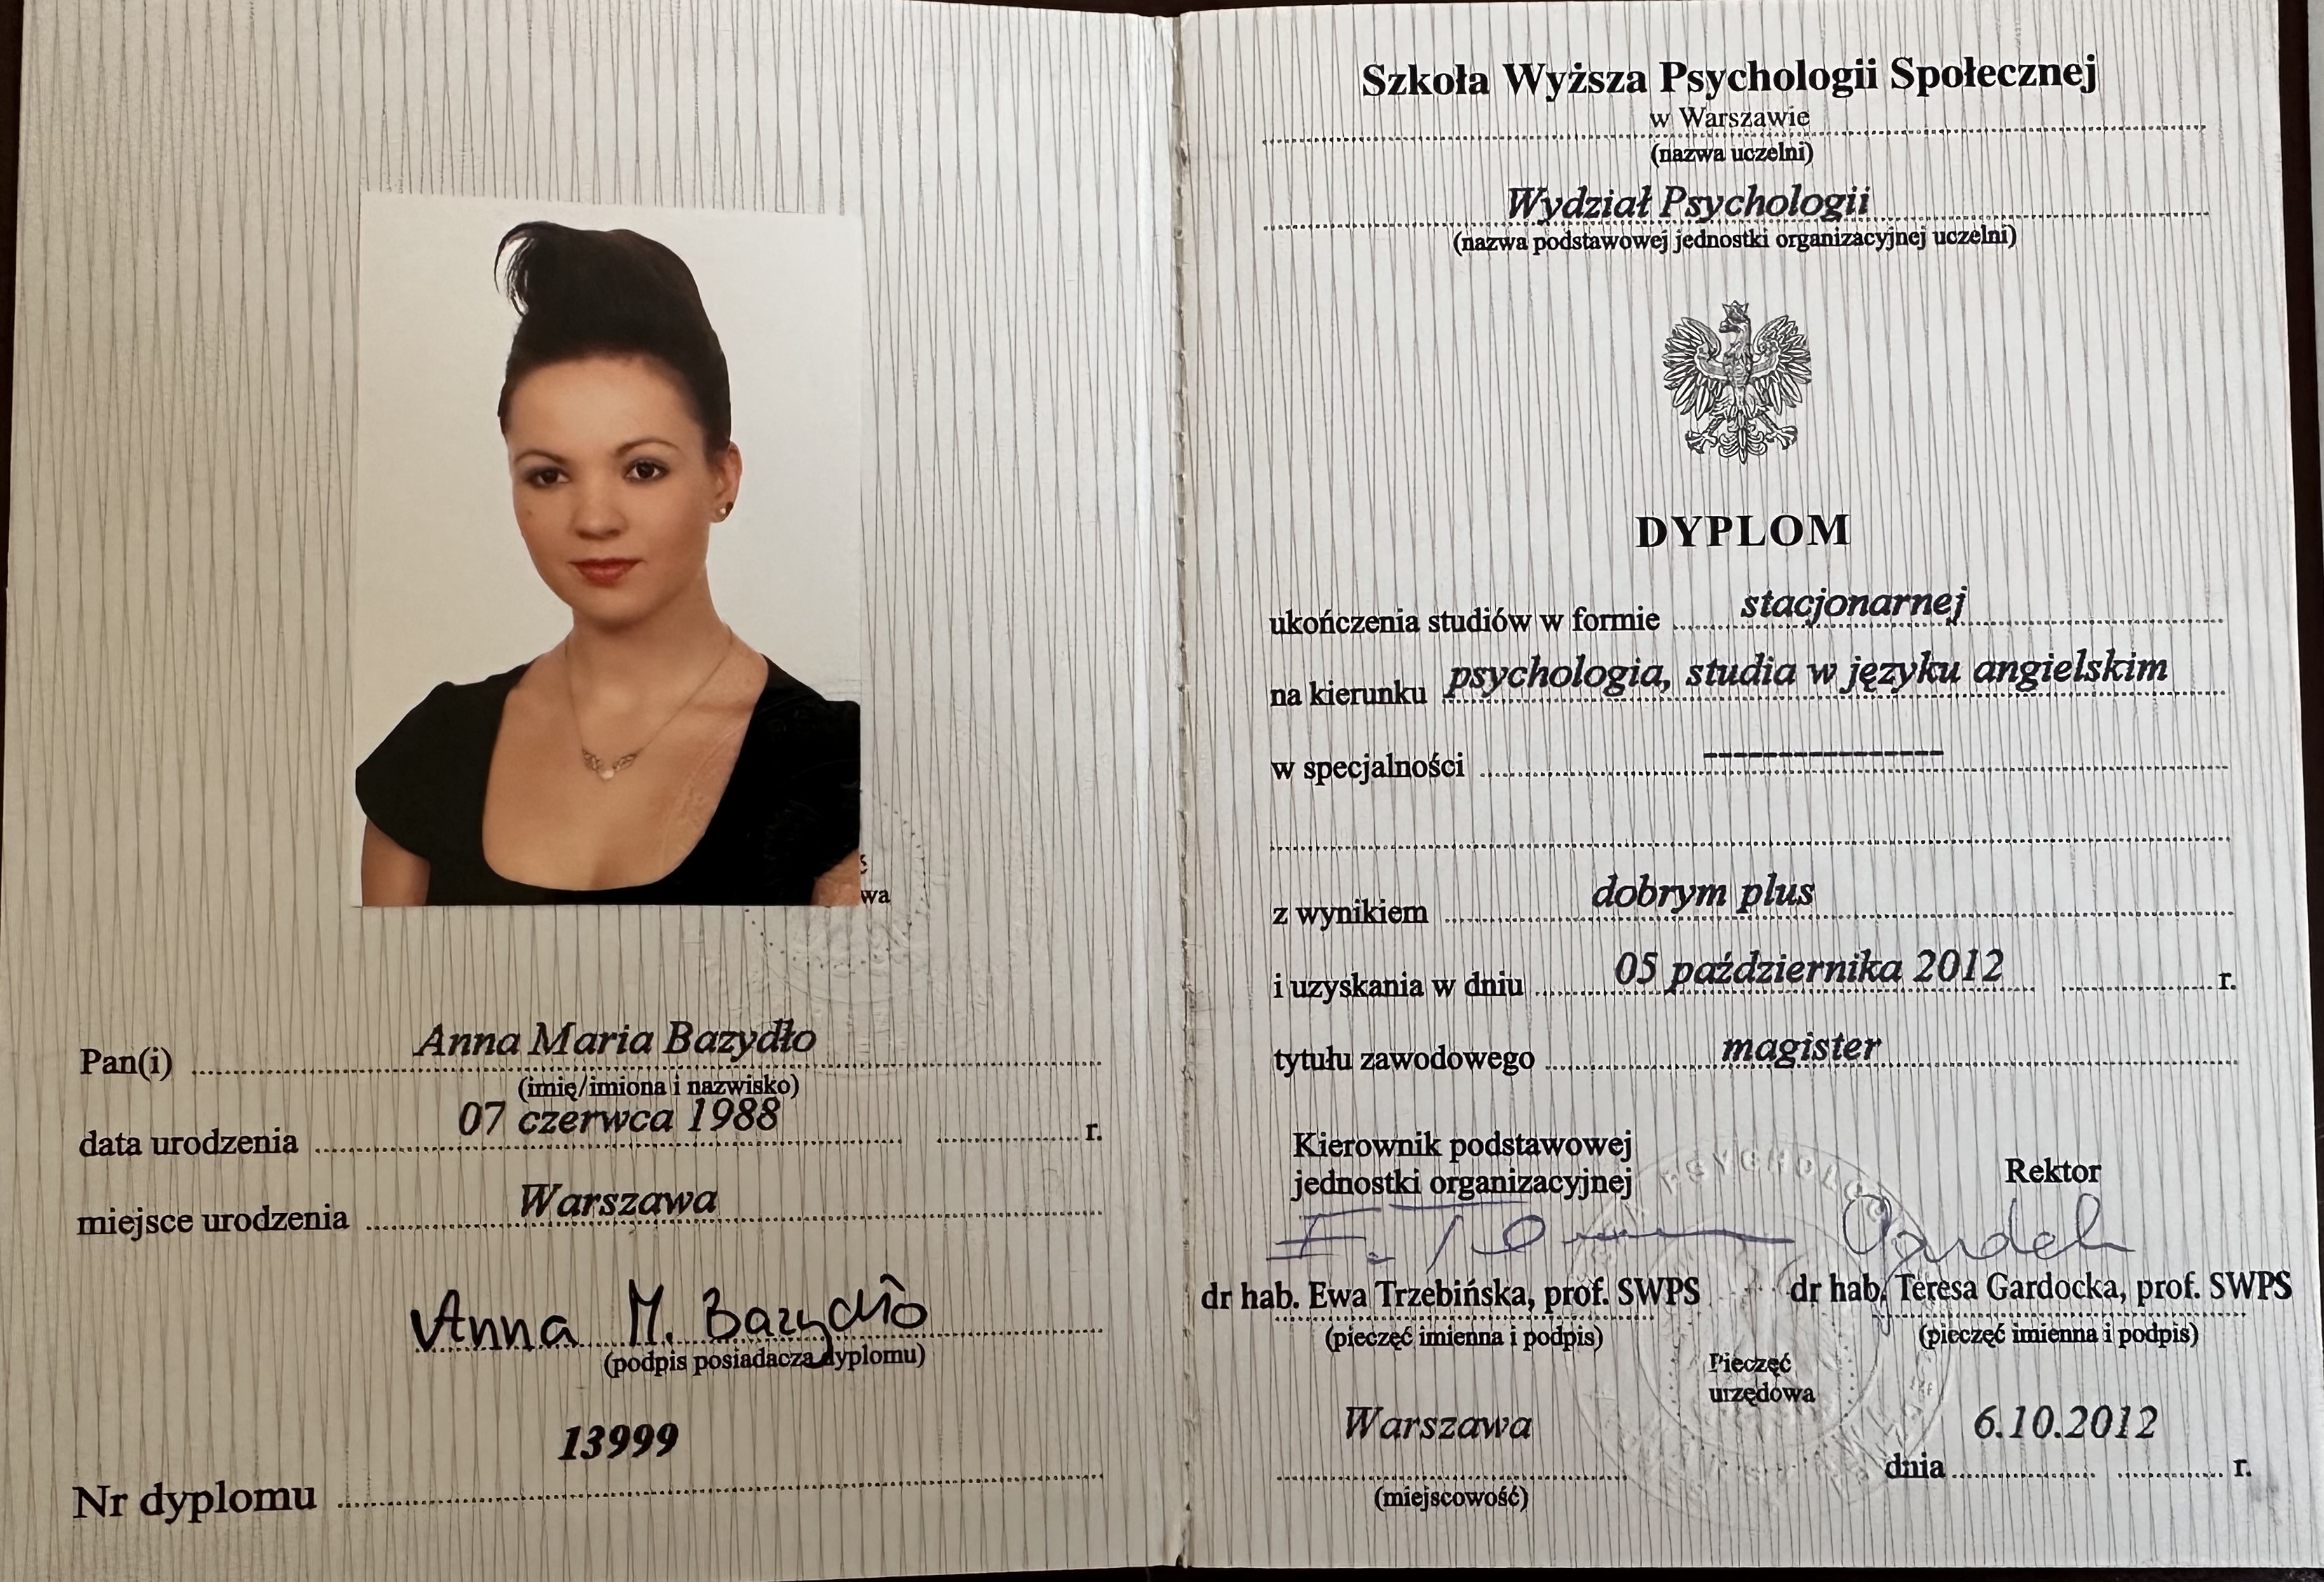 Pan(i) Anna Maria Bazydło
(imię/imiona i nazwisko)
data urodzenia 07 czerwca 1988 r.
miejsce urodzenia Warszawa
Anna M. Bazydło
(podpis posiadacza dyplomu)
13999
Nr dyplomu
wa
Szkoła Wyższa Psychologii Społecznej
w Warszawie
(nazwa uczelni)
Wydział Psychologii
(nazwa podstawowej jednostki organizacyjnej uczelni)
DYPLOM
ukończenia studiów w formie stacjonarnej
na kierunku psychologia, studia w języku angielskim
w specjalności ----------------
z wynikiem dobrym plus
i uzyskania w dniu 05 października 2012 r.
tytułu zawodowego magister
Kierownik podstawowej
jednostki organizacyjnej
Rektor
dr hab. Ewa Trzebińska, prof. SWPS
(pieczęć imienna i podpis)
dr hab. Teresa Gardocka, prof. SWPS
(pieczęć imienna i podpis)
Pieczęć
urzędowa
Warszawa
(miejscowość)
6.10.2012
dnia r.